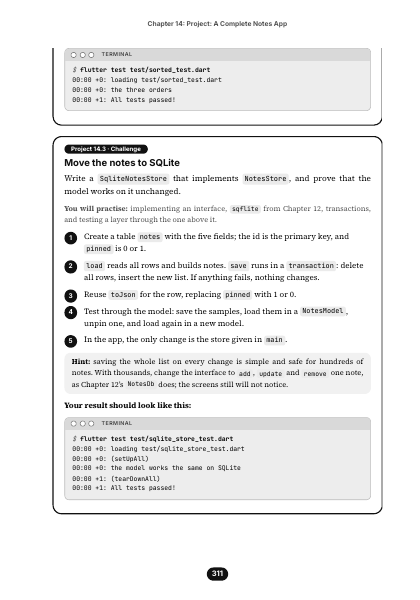 Chapter 14: Project: A Complete Notes App
TERMINAL
$ flutter test test/sorted_test.dart
00:00 +0: loading test/sorted_test.dart
00:00 +0: the three orders
00:00 +1: All tests passed!
Project 14.3 · Challenge
Move the notes to SQLite
Write a SqliteNotesStore that implements NotesStore, and prove that the
model works on it unchanged.
You will practise: implementing an interface, sqflite from Chapter 12, transactions,
and testing a layer through the one above it.
1 Create a table notes with the five fields; the id is the primary key, and
pinned is 0 or 1.
2 load reads all rows and builds notes. save runs in a transaction: delete
all rows, insert the new list. If anything fails, nothing changes.
3 Reuse toJson for the row, replacing pinned with 1 or 0.
4 Test through the model: save the samples, load them in a NotesModel,
unpin one, and load again in a new model.
5 In the app, the only change is the store given in main.
Hint: saving the whole list on every change is simple and safe for hundreds of
notes. With thousands, change the interface to add, update and remove one note,
as Chapter 12's NotesDb does; the screens still will not notice.
Your result should look like this:
TERMINAL
$ flutter test test/sqlite_store_test.dart
00:00 +0: loading test/sqlite_store_test.dart
00:00 +0: (setUpAll)
00:00 +0: the model works the same on SQLite
00:00 +1: (tearDownAll)
00:00 +1: All tests passed!
311